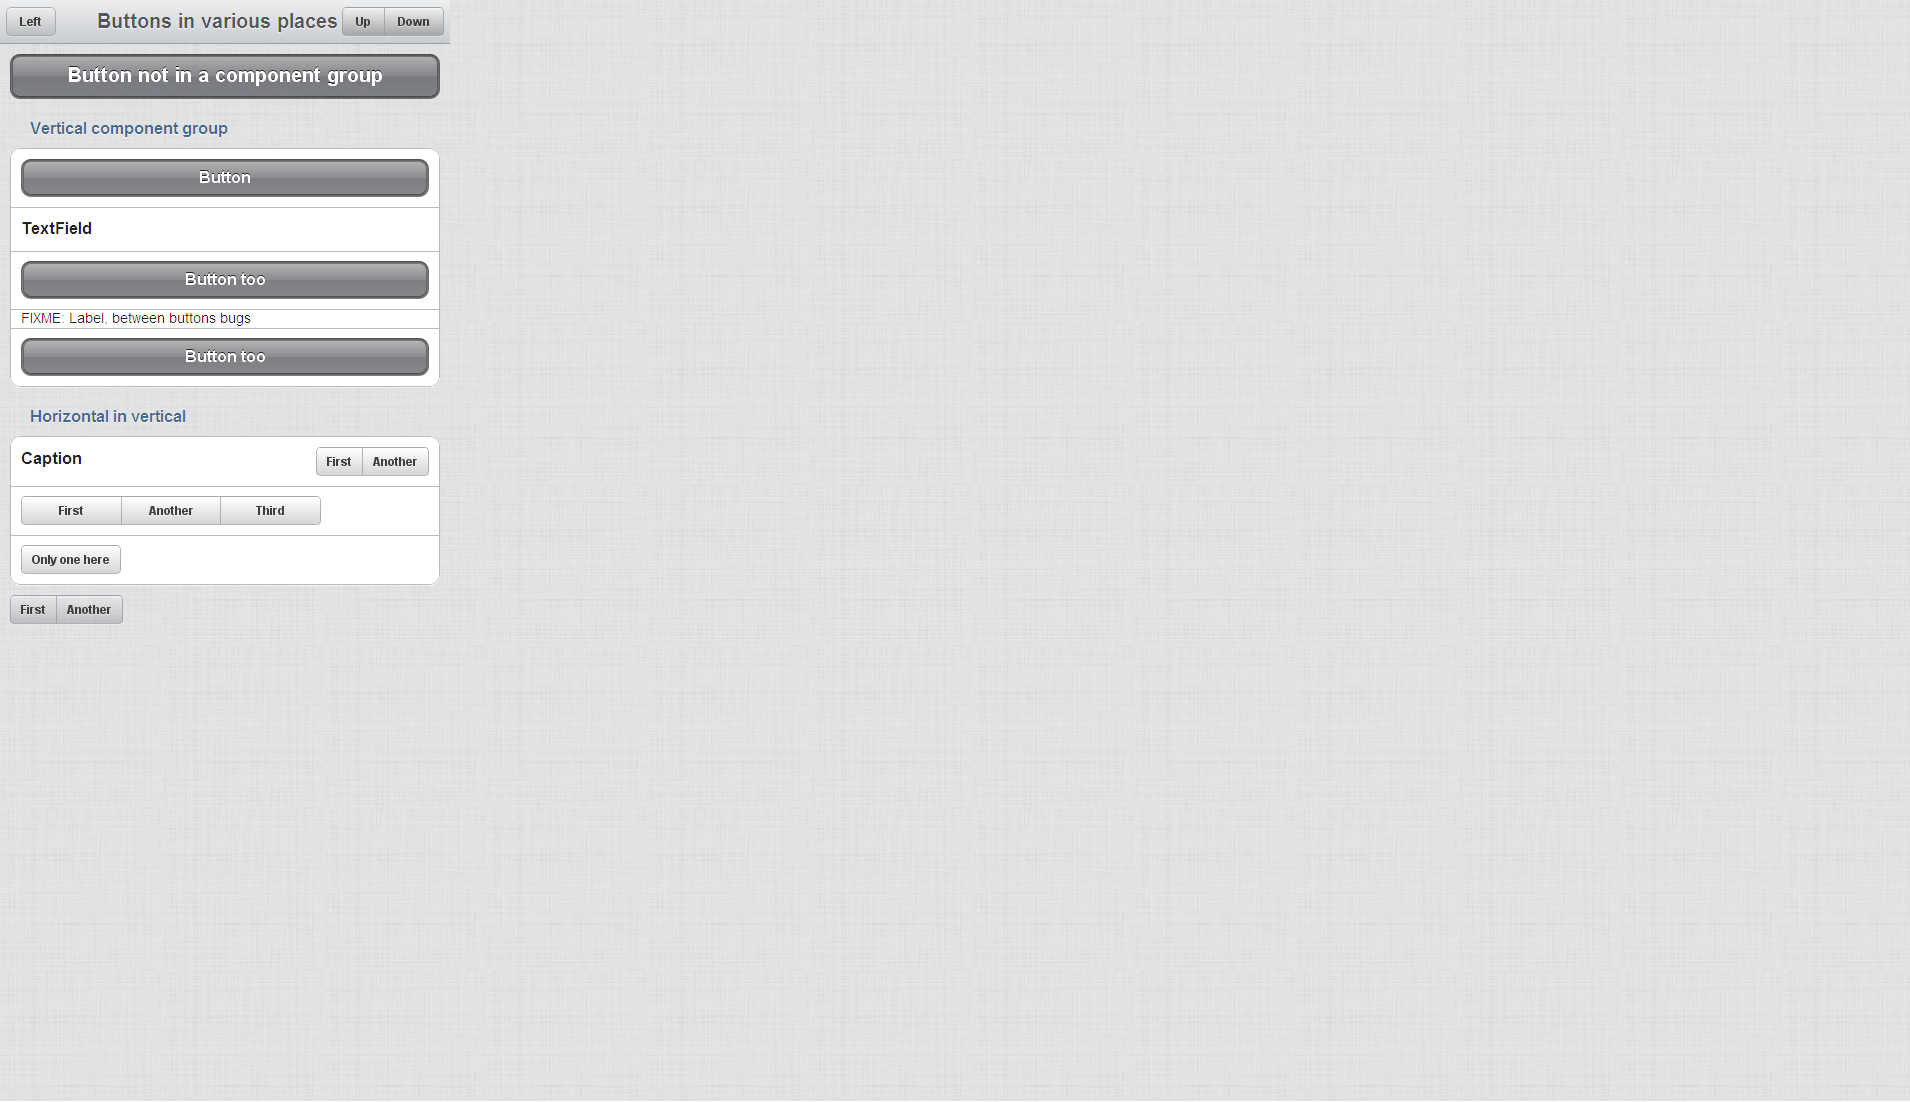 Left Buttons in various places Up Down
Button not in a component group
Vertical component group
Button
TextField
Button too
FIXME: Label, between buttons bugs
Button too
Horizontal in vertical
Caption First Another
First Another Third
Only one here
First Another